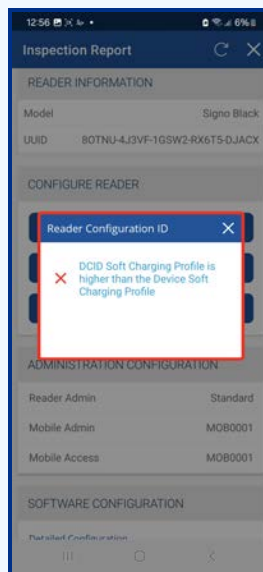 12:56
6%
Inspection Report
READER INFORMATION
Model Signo Black
UUID 8OTNU-4J3VF-1GSW2-RX6T5-DJACX
CONFIGURE READER
Reader Configuration ID
DCID Soft Charging Profile is
higher than the Device Soft
Charging Profile
ADMINISTRATION CONFIGURATION
Reader Admin Standard
Mobile Admin MOB0001
Mobile Access MOB0001
SOFTWARE CONFIGURATION
Detailed Configuration